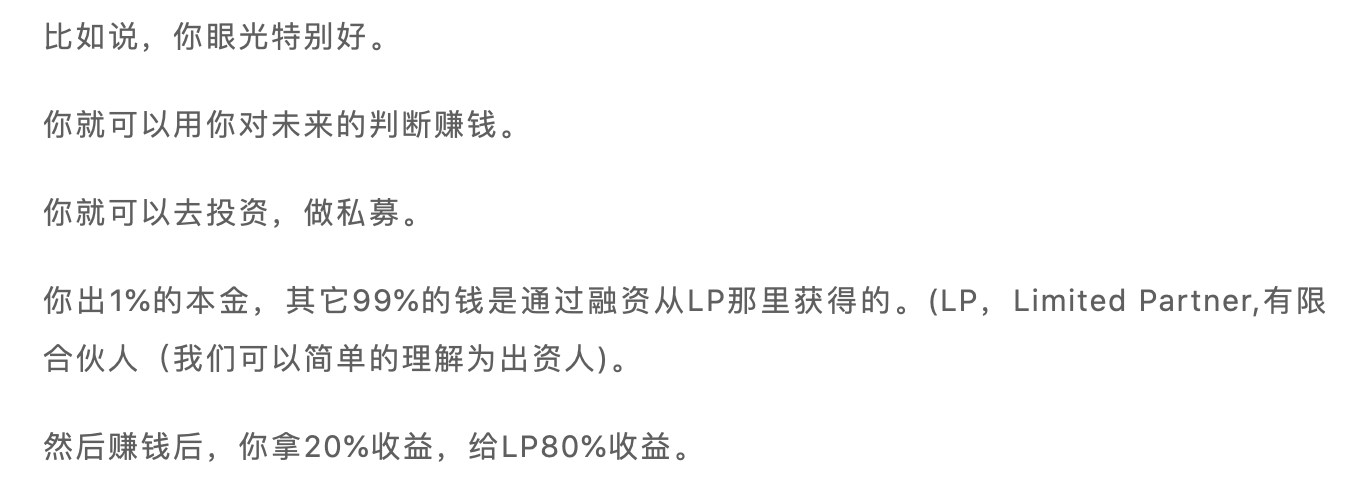 比如说，你眼光特别好。
你就可以用你对未来的判断赚钱。
你就可以去投资，做私募。
你出1%的本金，其它99%的钱是通过融资从LP那里获得的。(LP，Limited Partner,有限
合伙人（我们可以简单的理解为出资人)。
然后赚钱后，你拿20%收益，给LP80%收益。